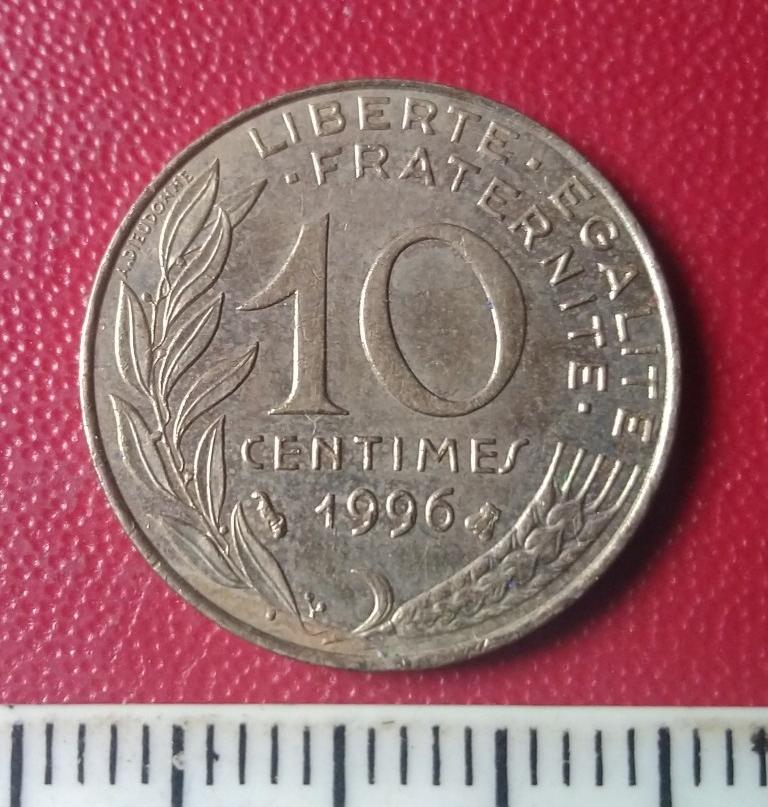 LIBERTE · EGALITE
· FRATERNITE ·
A.DIEUDONNE
10
CENTIMES
1996